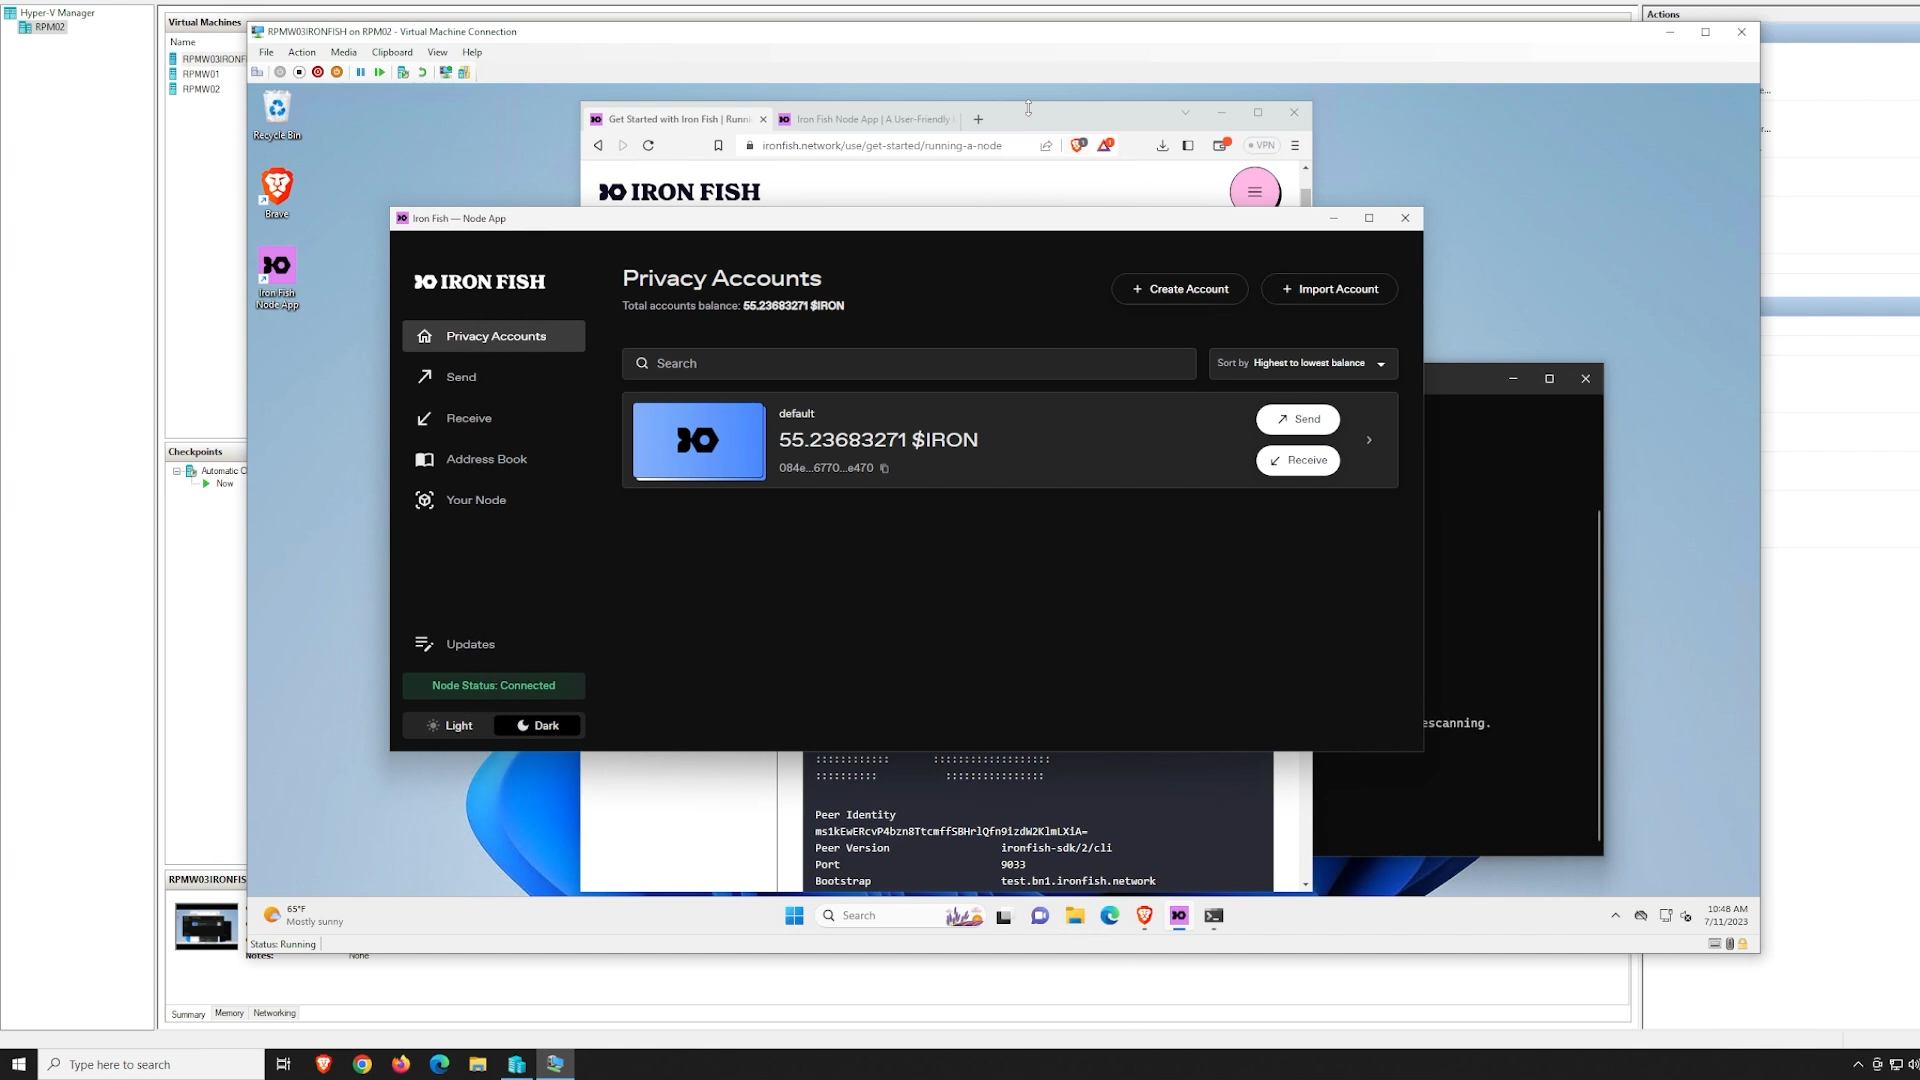 Hyper-V Manager
RPM02
Virtual Machines
Name
RPMW03IRONF
RPMW01
RPMW02
Checkpoints
Automatic C
Now
RPMW03IRONFIS
Notes:
None
Summary
Memory
Networking
Actions
RPMW03IRONFISH on RPM02 - Virtual Machine Connection
File Action Media Clipboard View Help
Recycle Bin
Brave
Iron Fish
Node App
Get Started with Iron Fish | Runni
Iron Fish Node App | A User-Friendly
ironfish.network/use/get-started/running-a-node
VPN
IRON FISH
Iron Fish — Node App
IRON FISH
Privacy Accounts
Send
Receive
Address Book
Your Node
Updates
Node Status: Connected
Light
Dark
Privacy Accounts
Total accounts balance: 55.23683271 $IRON
+ Create Account
+ Import Account
Search
Sort by Highest to lowest balance
default
55.23683271 $IRON
084e...6770...e470
Send
Receive
escanning.
:::::::::::: ::::::::::::::::::
:::::::::: :::::::::::::::
Peer Identity
Peer Version ironfish-sdk/2/cli
Port 9033
Bootstrap test.bn1.ironfish.network
65°F
Mostly sunny
Search
10:48 AM
7/11/2023
Status: Running
Type here to search